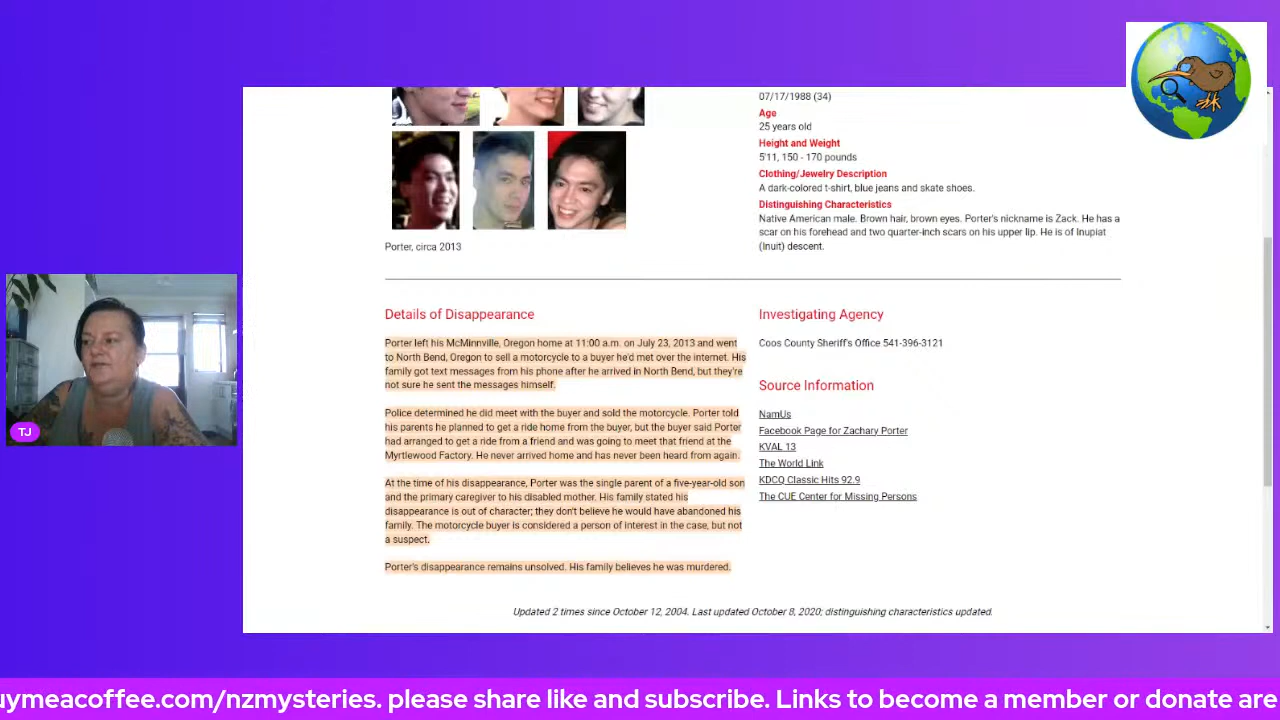 07/17/1988 (34)
Age
25 years old
Height and Weight
5'11, 150 - 170 pounds
Clothing/Jewelry Description
A dark-colored t-shirt, blue jeans and skate shoes.
Distinguishing Characteristics
Native American male. Brown hair, brown eyes. Porter's nickname is Zack. He has a
scar on his forehead and two quarter-inch scars on his upper lip. He is of Inupiat
(Inuit) descent.
Porter, circa 2013
Details of Disappearance
Porter left his McMinnville, Oregon home at 11:00 a.m. on July 23, 2013 and went
to North Bend, Oregon to sell a motorcycle to a buyer he'd met over the internet. His
family got text messages from his phone after he arrived in North Bend, but they're
not sure he sent the messages himself.
Police determined he did meet with the buyer and sold the motorcycle. Porter told
his parents he planned to get a ride home from the buyer, but the buyer said Porter
had arranged to get a ride from a friend and was going to meet that friend at the
Myrtlewood Factory. He never arrived home and has never been heard from again.
At the time of his disappearance, Porter was the single parent of a five-year-old son
and the primary caregiver to his disabled mother. His family stated his
disappearance is out of character; they don't believe he would have abandoned his
family. The motorcycle buyer is considered a person of interest in the case, but not
a suspect.
Porter's disappearance remains unsolved. His family believes he was murdered.
Investigating Agency
Coos County Sheriff's Office 541-396-3121
Source Information
NamUs
Facebook Page for Zachary Porter
KVAL 13
The World Link
KDCQ Classic Hits 92.9
The CUE Center for Missing Persons
Updated 2 times since October 12, 2004. Last updated October 8, 2020; distinguishing characteristics updated.
TJ
uymeacoffee.com/nzmysteries. please share like and subscribe. Links to become a member or donate are